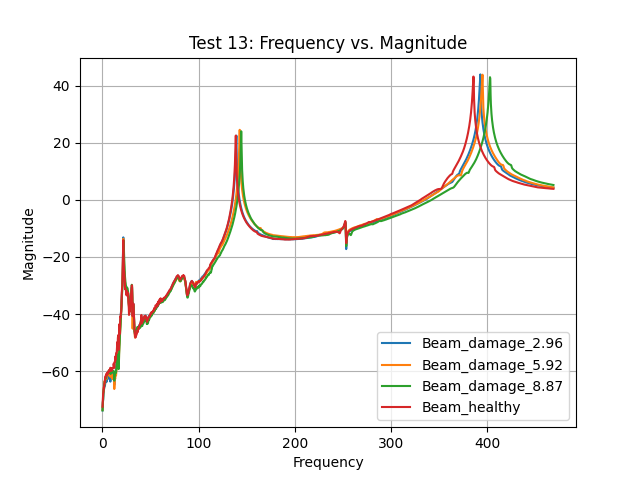 Test 13: Frequency vs. Magnitude
Magnitude
40
20
0
−20
−40
−60
0
100
200
300
400
Frequency
Beam_damage_2.96
Beam_damage_5.92
Beam_damage_8.87
Beam_healthy